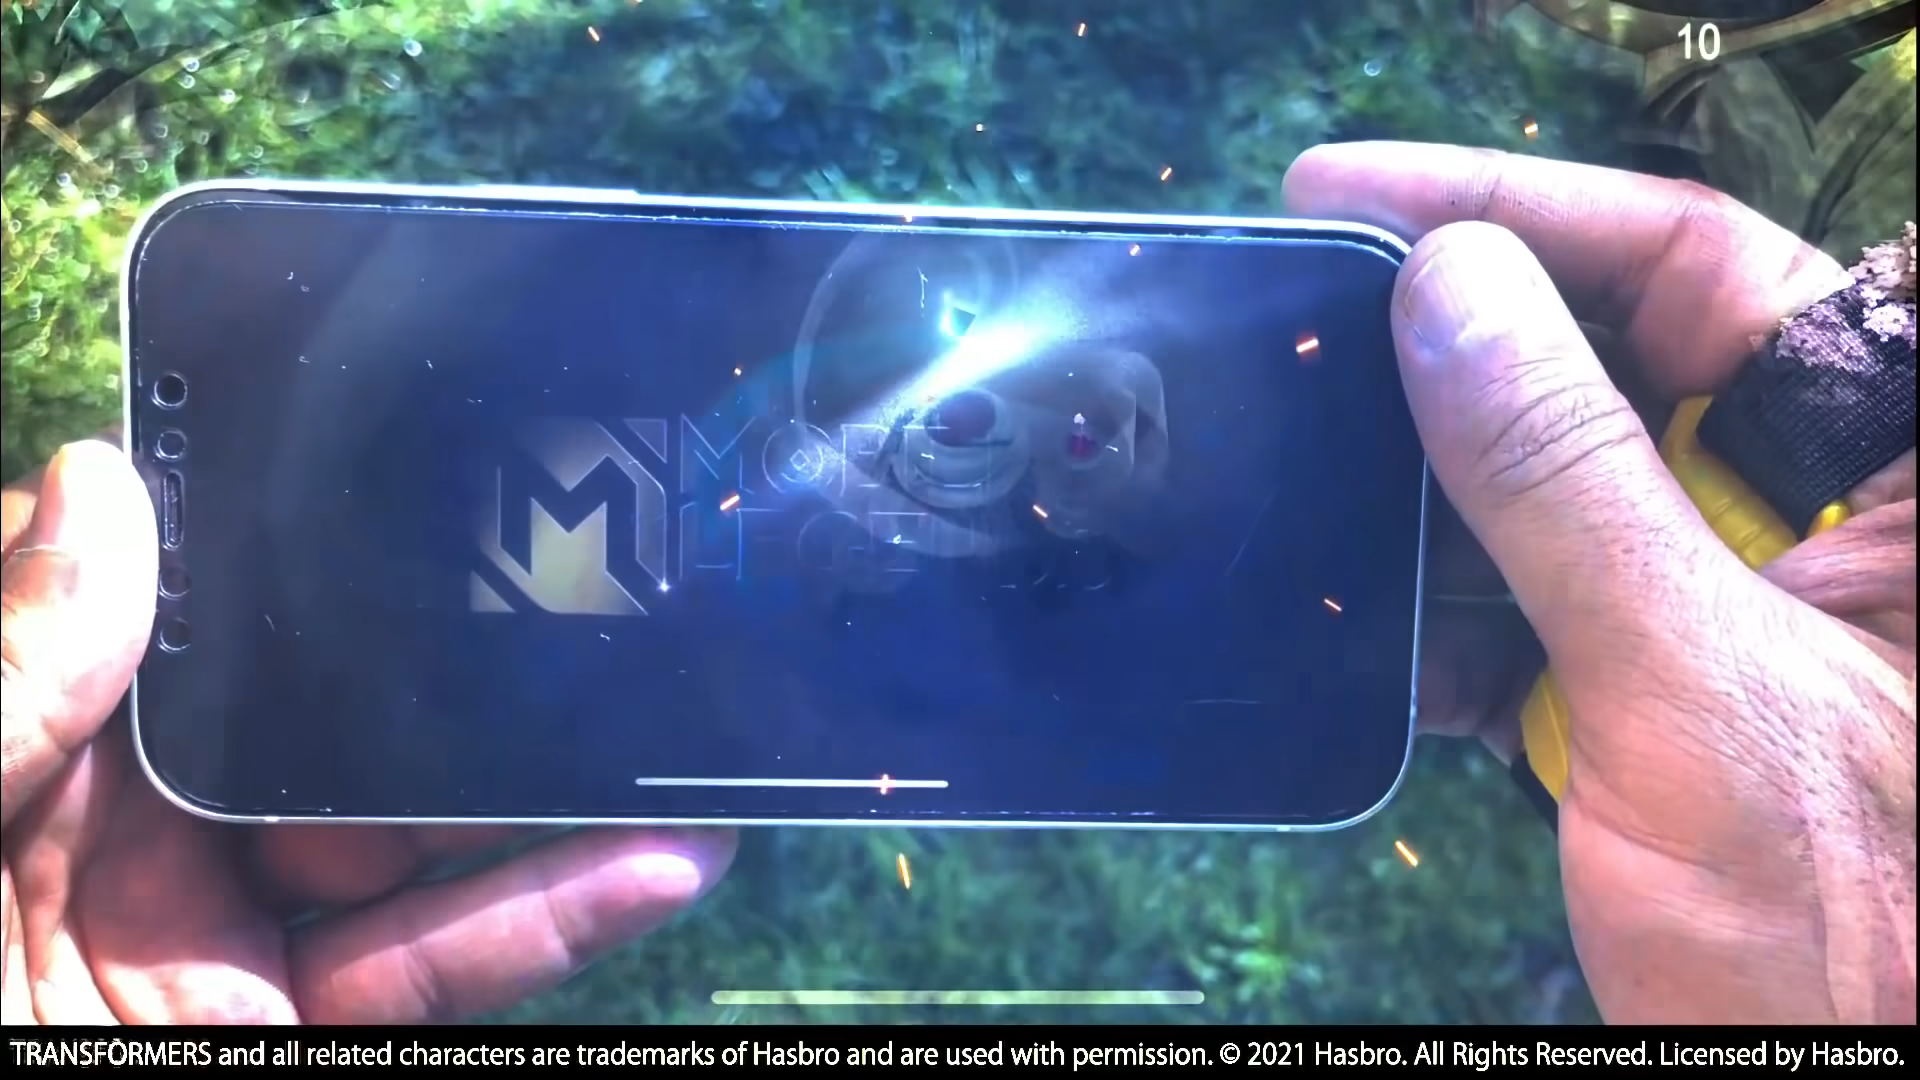 10
M
TRANSFORMERS and all related characters are trademarks of Hasbro and are used with permission. © 2021 Hasbro. All Rights Reserved. Licensed by Hasbro.